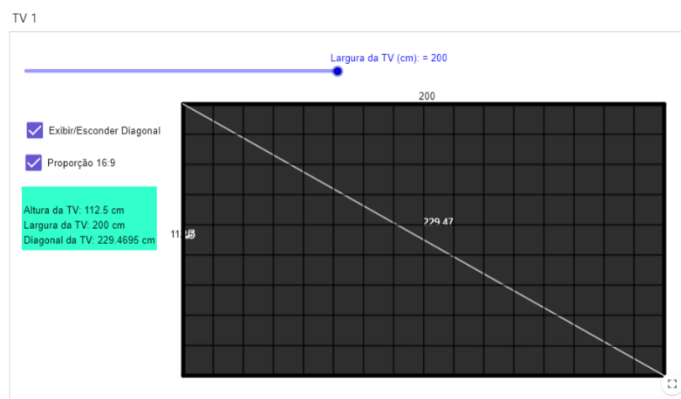 TV 1
Largura da TV (cm): = 200
200
Exibir/Esconder Diagonal
Proporção 16:9
Altura da TV: 112.5 cm
Largura da TV: 200 cm
Diagonal da TV: 229.4695 cm
229.47